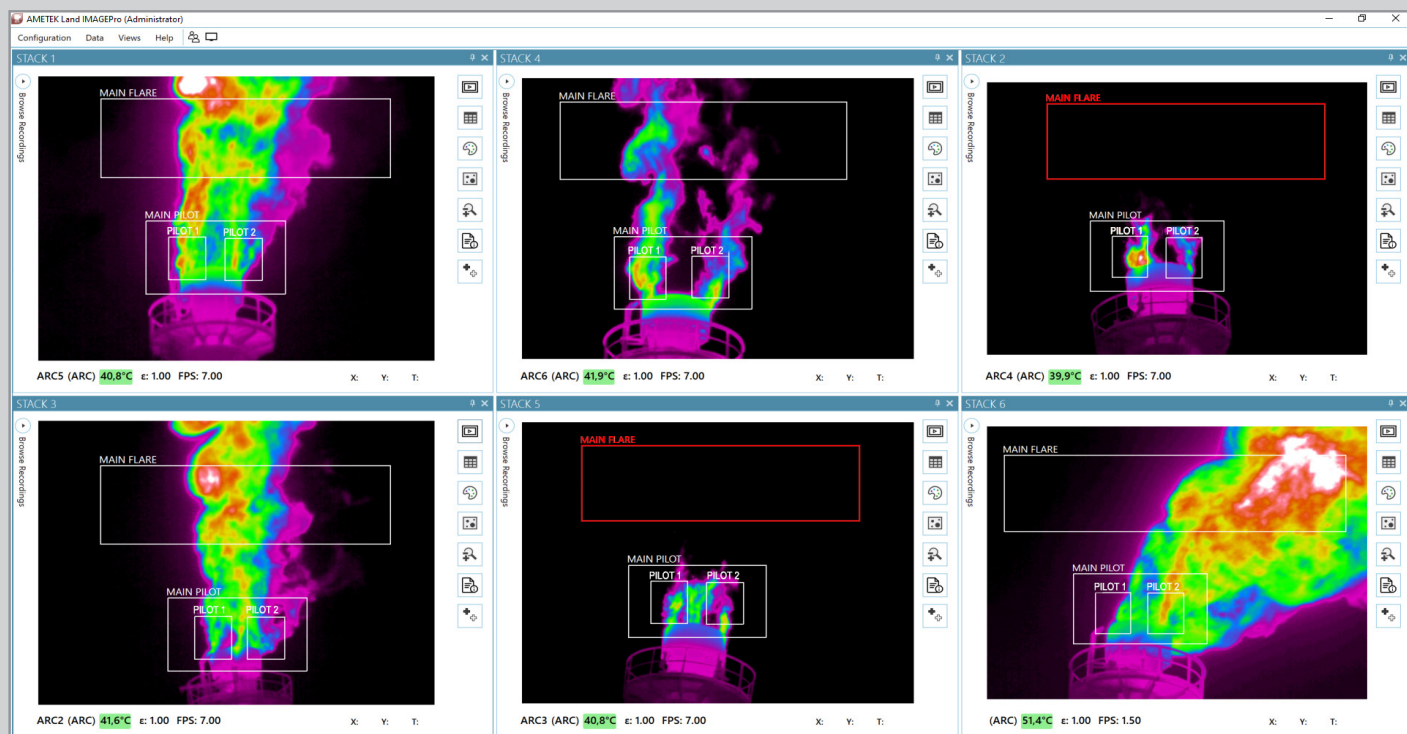 AMETEK Land IMAGEPro (Administrator)
Configuration Data Views Help
STACK 1
Browse Recordings
MAIN FLARE
MAIN PILOT
PILOT 1 PILOT 2
ARC5 (ARC) 40,8°C ε: 1.00 FPS: 7.00 X: Y: T:
STACK 4
Browse Recordings
MAIN FLARE
MAIN PILOT
PILOT 1 PILOT 2
ARC6 (ARC) 41,9°C ε: 1.00 FPS: 7.00 X: Y: T:
STACK 2
Browse Recordings
MAIN FLARE
MAIN PILOT
PILOT 1 PILOT 2
ARC4 (ARC) 39,9°C ε: 1.00 FPS: 7.00 X: Y: T:
STACK 3
Browse Recordings
MAIN FLARE
MAIN PILOT
PILOT 1 PILOT 2
ARC2 (ARC) 41,6°C ε: 1.00 FPS: 7.00 X: Y: T:
STACK 5
Browse Recordings
MAIN FLARE
MAIN PILOT
PILOT 1 PILOT 2
ARC3 (ARC) 40,8°C ε: 1.00 FPS: 7.00 X: Y: T:
STACK 6
Browse Recordings
MAIN FLARE
MAIN PILOT
PILOT 1 PILOT 2
(ARC) 51,4°C ε: 1.00 FPS: 1.50 X: Y: T: